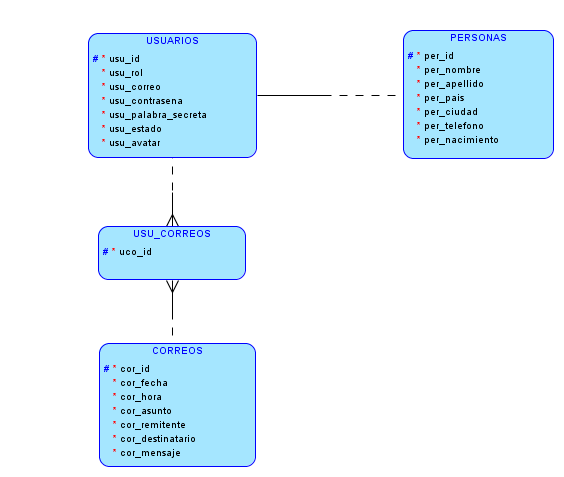 USUARIOS
# * usu_id
* usu_rol
* usu_correo
* usu_contrasena
* usu_palabra_secreta
* usu_estado
* usu_avatar
PERSONAS
# * per_id
* per_nombre
* per_apellido
* per_pais
* per_ciudad
* per_telefono
* per_nacimiento
USU_CORREOS
# * uco_id
CORREOS
# * cor_id
* cor_fecha
* cor_hora
* cor_asunto
* cor_remitente
* cor_destinatario
* cor_mensaje